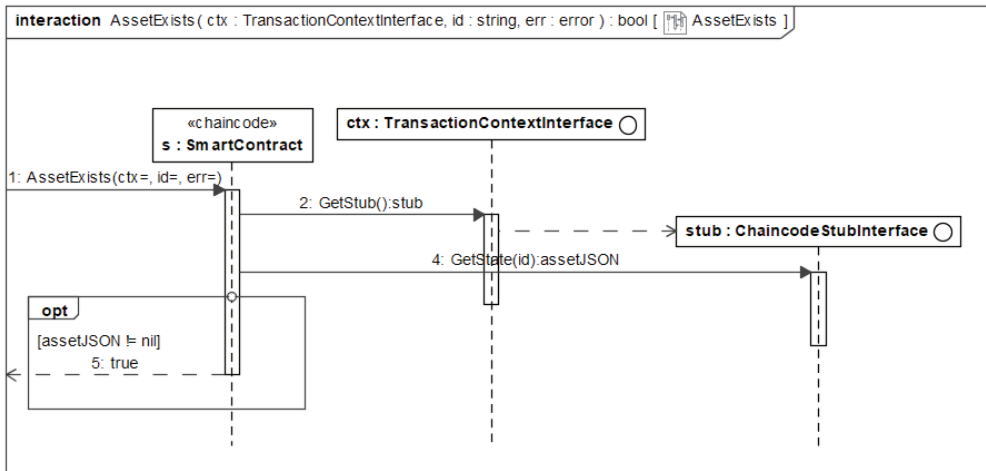 interaction AssetExists( ctx : TransactionContextInterface, id : string, err : error ) : bool [ AssetExists ]
«chaincode»
s : SmartContract
ctx : TransactionContextInterface
1: AssetExists(ctx=, id=, err=)
2: GetStub():stub
stub : ChaincodeStubInterface
4: GetState(id):assetJSON
opt
[assetJSON != nil]
5: true